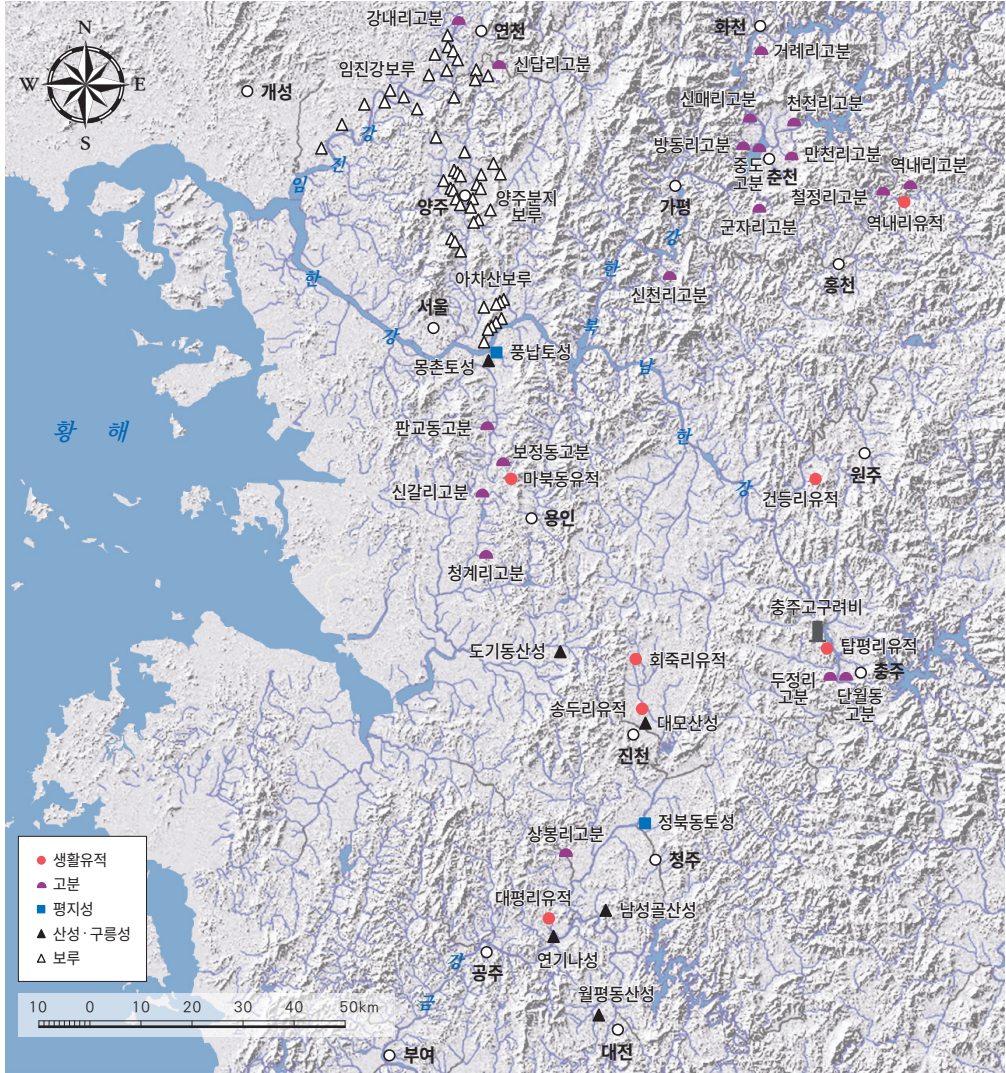 N
W
E
S
강내리고분
연천
신답리고분
임진강보루
개성
임
진
강
화천
거례리고분
신매리고분
천전리고분
방동리고분
중도
고분
춘천
만천리고분
역내리고분
철정리고분
역내리유적
가평
군자리고분
양주
양주분지
보루
홍천
신천리고분
북
한
강
아차산보루
서울
한
강
풍납토성
몽촌토성
남
한
강
황 해
판교동고분
보정동고분
마북동유적
신갈리고분
용인
청계리고분
원주
건등리유적
충주고구려비
탑평리유적
충주
두정리
고분
단월동
고분
도기동산성
회죽리유적
송두리유적
대모산성
진천
정북동토성
상봉리고분
청주
대평리유적
남성골산성
연기나성
공주
금
강
월평동산성
대전
부여
생활유적
고분
평지성
산성·구릉성
보루
10 0 10 20 30 40 50km